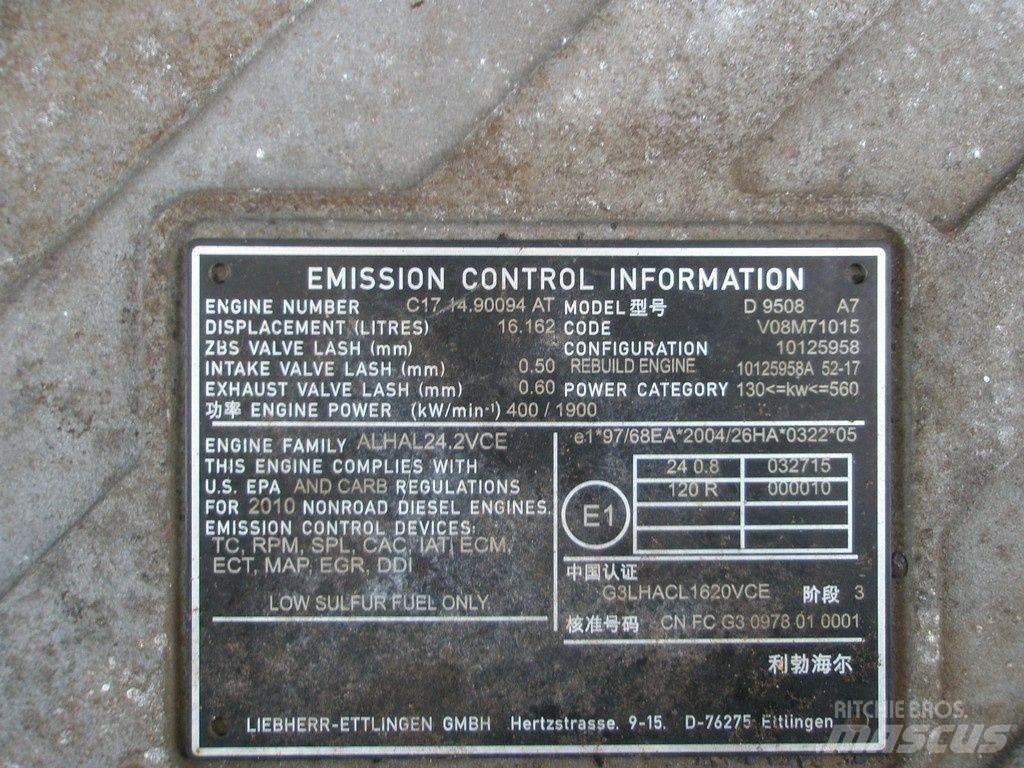 EMISSION CONTROL INFORMATION
ENGINE NUMBER C17 14.90094 AT MODEL 型号 D 9508 A7
DISPLACEMENT (LITRES) 16.162 CODE V08M71015
ZBS VALVE LASH (mm) CONFIGURATION 10125958
INTAKE VALVE LASH (mm) 0.50 REBUILD ENGINE 10125958A 52-17
EXHAUST VALVE LASH (mm) 0.60 POWER CATEGORY 130<=kw<=560
功率 ENGINE POWER (kW/min-¹) 400 / 1900
ENGINE FAMILY ALHAL24.2VCE
THIS ENGINE COMPLIES WITH
U.S. EPA AND CARB REGULATIONS
FOR 2010 NONROAD DIESEL ENGINES.
EMISSION CONTROL DEVICES:
TC, RPM, SPL, CAC, IAT, ECM,
ECT, MAP, EGR, DDI
LOW SULFUR FUEL ONLY.
e1*97/68EA*2004/26HA*0322*05
24 0.8 032715
120 R 000010
E1
中国认证
G3LHACL1620VCE 阶段 3
核准号码 CN FC G3 0978 01 0001
利勃海尔
LIEBHERR-ETTLINGEN GMBH Hertzstrasse. 9-15. D-76275 Ettlingen
RITCHIE BROS.
mascus